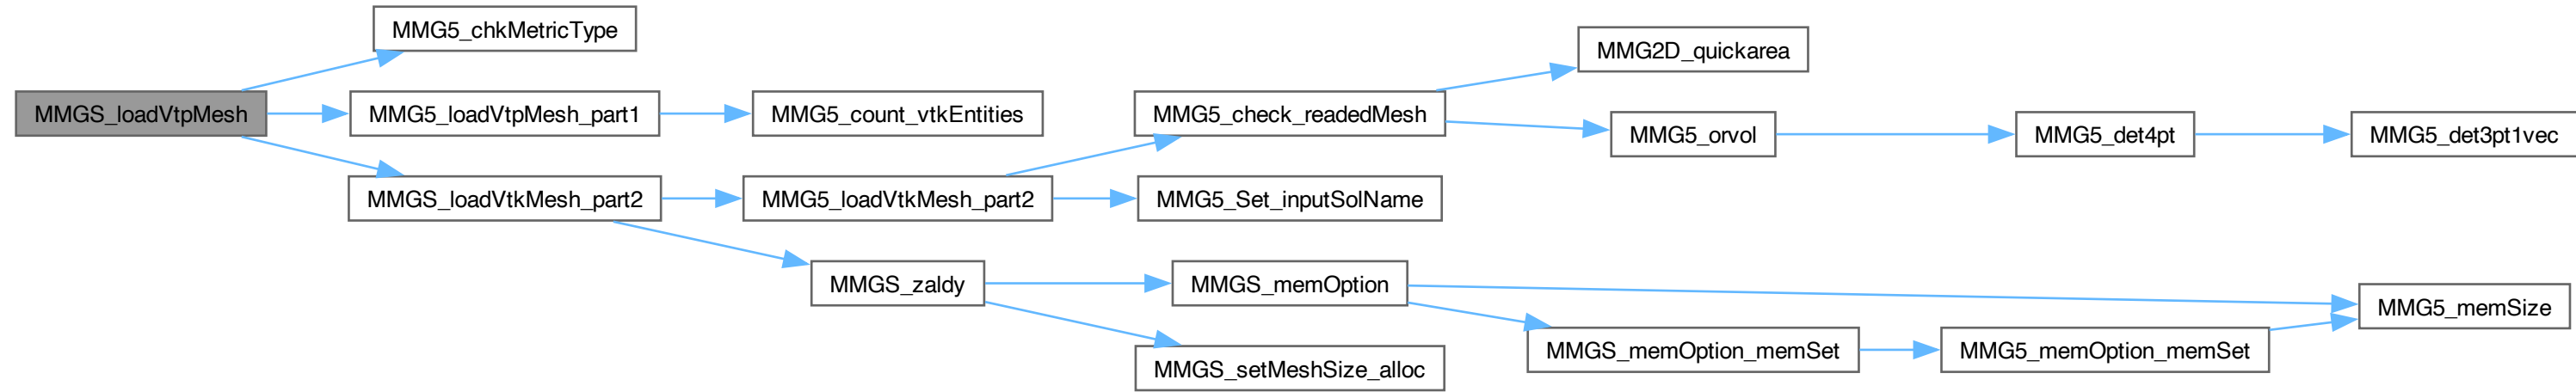 MMGS_loadVtpMesh
MMG5_chkMetricType
MMG5_loadVtpMesh_part1
MMG5_count_vtkEntities
MMGS_loadVtkMesh_part2
MMG5_loadVtkMesh_part2
MMG5_check_readedMesh
MMG2D_quickarea
MMG5_orvol
MMG5_det4pt
MMG5_det3pt1vec
MMG5_Set_inputSolName
MMGS_zaldy
MMGS_memOption
MMG5_memSize
MMGS_memOption_memSet
MMG5_memOption_memSet
MMGS_setMeshSize_alloc